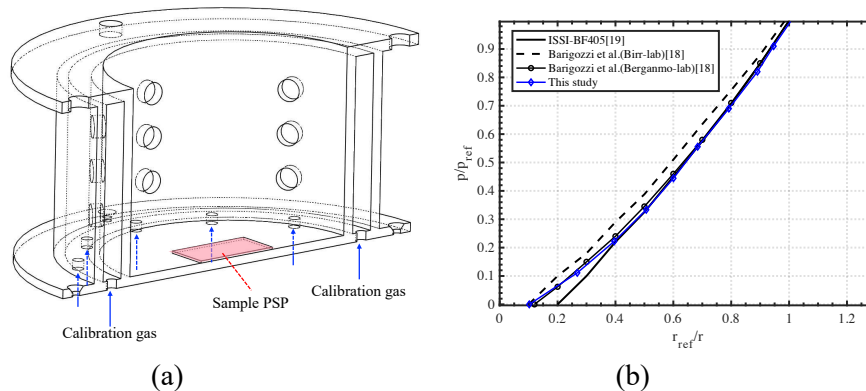 Calibration gas
Sample PSP
Calibration gas
(a)
ISSI-BF405[19]
Barigozzi et al.(Birr-lab)[18]
Barigozzi et al.(Berganmo-lab)[18]
This study
p/p_ref
0.9
0.8
0.7
0.6
0.5
0.4
0.3
0.2
0.1
0
0 0.2 0.4 0.6 0.8 1 1.2
r_ref/r
(b)